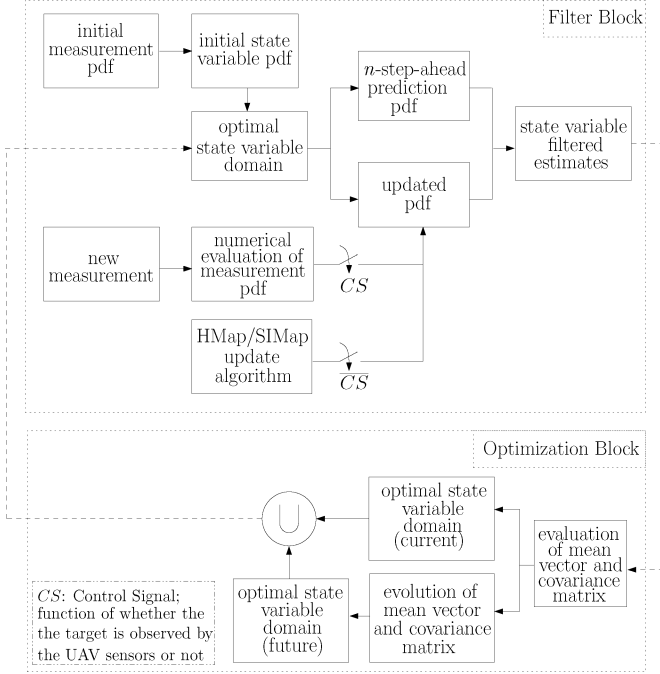 Filter Block
initial
measurement
pdf
initial state
variable pdf
n-step-ahead
prediction
pdf
optimal
state variable
domain
state variable
filtered
estimates
updated
pdf
new
measurement
numerical
evaluation of
measurement
pdf
CS
HMap/SIMap
update
algorithm
CS
Optimization Block
optimal state
variable
domain
(current)
evaluation
of mean
vector and
covariance
matrix
optimal state
variable
domain
(future)
evolution of
mean vector
and covariance
matrix
CS: Control Signal;
function of whether the
the target is observed by
the UAV sensors or not